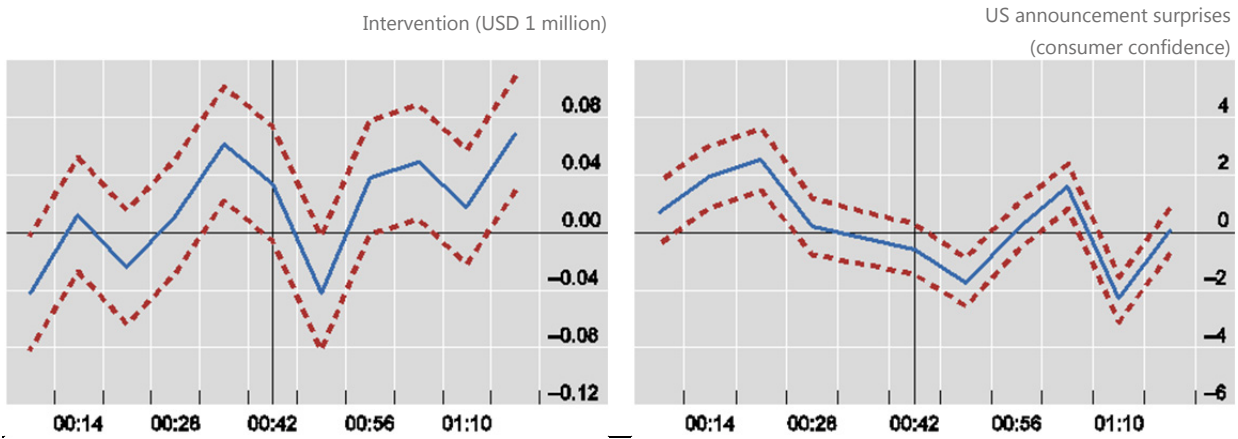 Intervention (USD 1 million)
0.08
0.04
0.00
–0.04
–0.08
–0.12
00:14 00:28 00:42 00:56 01:10
US announcement surprises
(consumer confidence)
4
2
0
–2
–4
–6
00:14 00:28 00:42 00:56 01:10